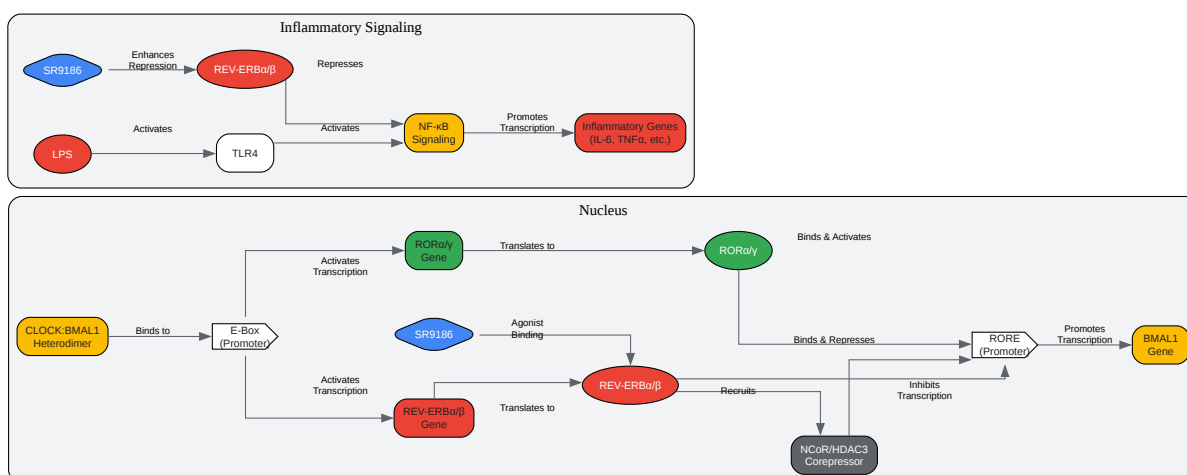 Inflammatory Signaling
SR9186
Enhances
Repression
REV-ERBα/β
Represses
LPS
Activates
TLR4
Activates
NF-κB
Signaling
Promotes
Transcription
Inflammatory Genes
(IL-6, TNFα, etc.)
Nucleus
CLOCK:BMAL1
Heterodimer
Binds to
E-Box
(Promoter)
Activates
Transcription
RORα/γ
Gene
Translates to
RORα/γ
Binds & Activates
SR9186
Agonist
Binding
Binds & Represses
RORE
(Promoter)
Promotes
Transcription
BMAL1
Gene
Activates
Transcription
REV-ERBα/β
Gene
Translates to
REV-ERBα/β
Recruits
Inhibits
Transcription
NCoR/HDAC3
Corepressor